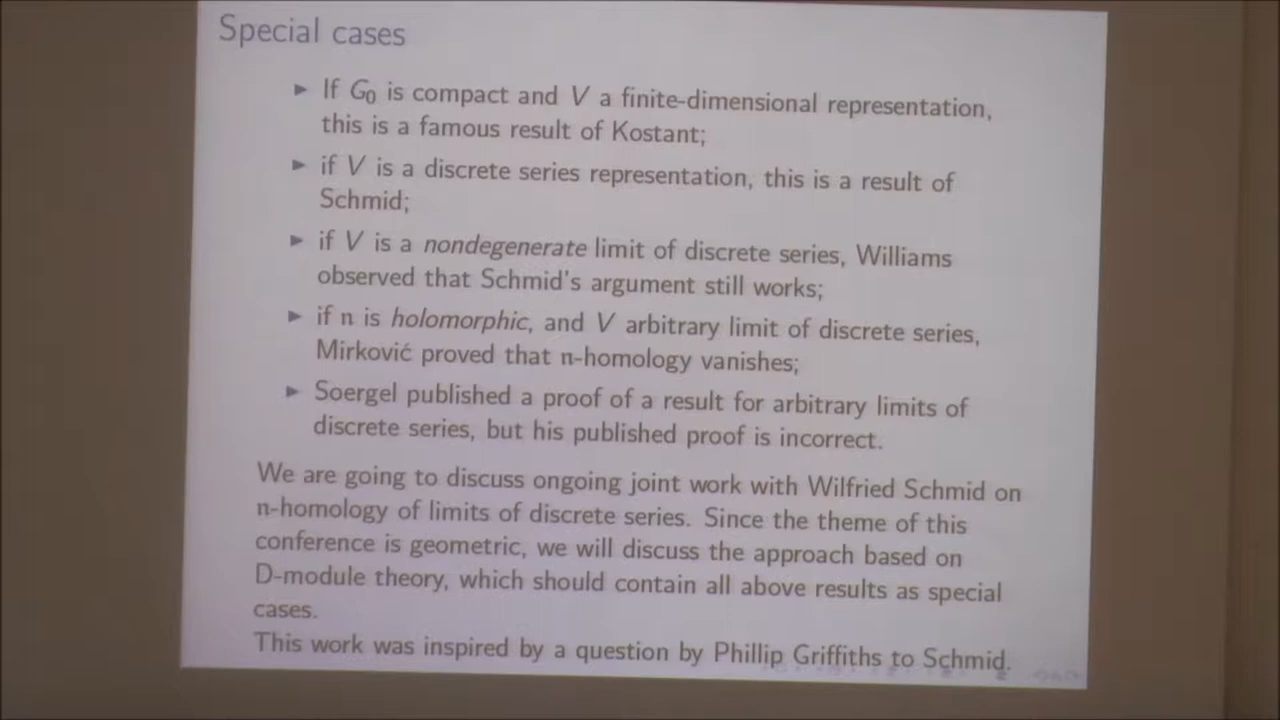 Special cases
► If G₀ is compact and V a finite-dimensional representation,
this is a famous result of Kostant;
► if V is a discrete series representation, this is a result of
Schmid;
► if V is a nondegenerate limit of discrete series, Williams
observed that Schmid's argument still works;
► if n is holomorphic, and V arbitrary limit of discrete series,
Mirković proved that n-homology vanishes;
► Soergel published a proof of a result for arbitrary limits of
discrete series, but his published proof is incorrect.
We are going to discuss ongoing joint work with Wilfried Schmid on
n-homology of limits of discrete series. Since the theme of this
conference is geometric, we will discuss the approach based on
D-module theory, which should contain all above results as special
cases.
This work was inspired by a question by Phillip Griffiths to Schmid.